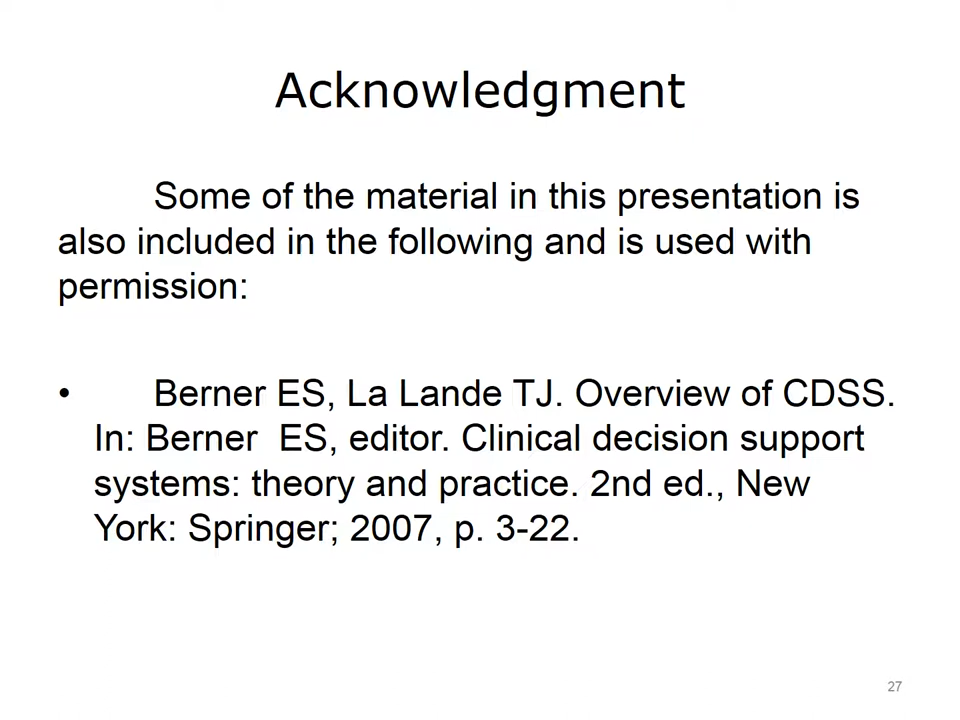 Acknowledgment
Some of the material in this presentation is
also included in the following and is used with
permission:
• Berner ES, La Lande TJ. Overview of CDSS.
In: Berner  ES, editor. Clinical decision support
systems: theory and practice. 2nd ed., New
York: Springer; 2007, p. 3-22.
27